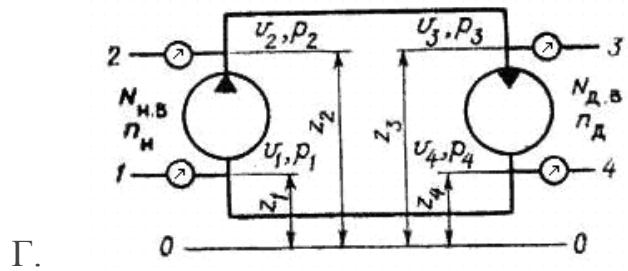 2 υ₂, p₂ υ₃, p₃ 3
Nн.в z₂ z₃ Nд.в
nн nд
1 υ₁, p₁ υ₄, p₄ 4
z₁ z₄
Г. 0 0